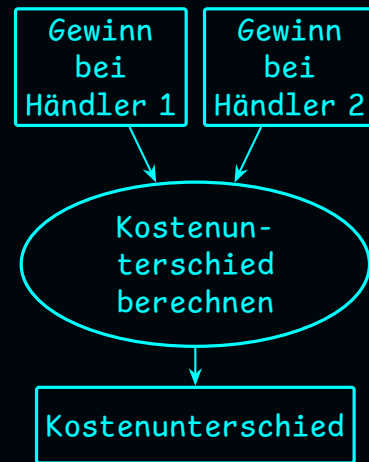 Gewinn
bei
Händler 1
Gewinn
bei
Händler 2
Kostenun-
terschied
berechnen
Kostenunterschied